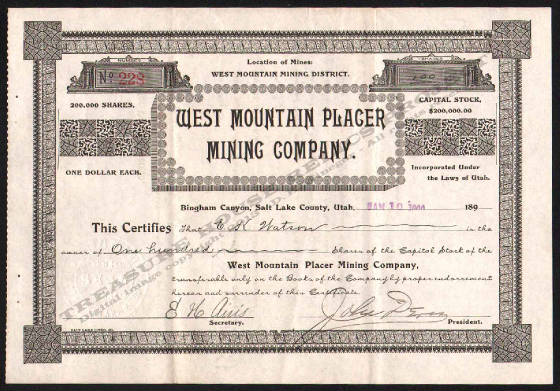 Location of Mines:
WEST MOUNTAIN MINING DISTRICT.
No 228
200,000 SHARES.
CAPITAL STOCK,
$200,000.00
WEST MOUNTAIN PLACER
MINING COMPANY.
ONE DOLLAR EACH.
Incorporated Under
the Laws of Utah.
Bingham Canyon, Salt Lake County, Utah, 189
This Certifies That Watson is the
owner of One hundred Shares of the Capital Stock of the
West Mountain Placer Mining Company,
transferable only on the Books of the Company by proper endorsement
hereon and surrender of this Certificate.
Secretary.
President.